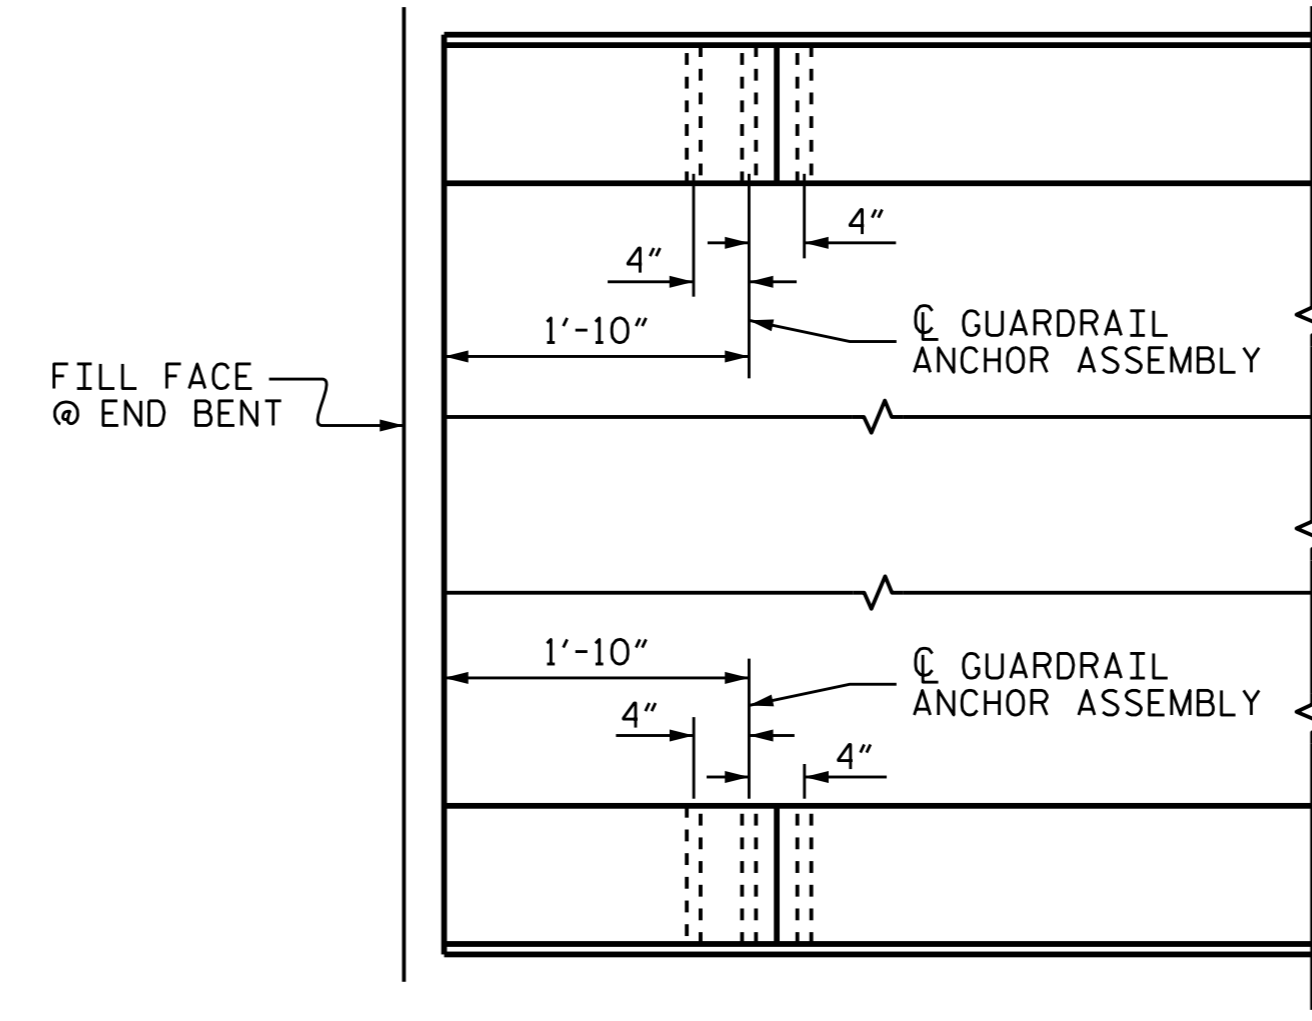 4″
4″
1′-10″
℄ GUARDRAIL
ANCHOR ASSEMBLY
FILL FACE
@ END BENT
1′-10″
℄ GUARDRAIL
ANCHOR ASSEMBLY
4″
4″